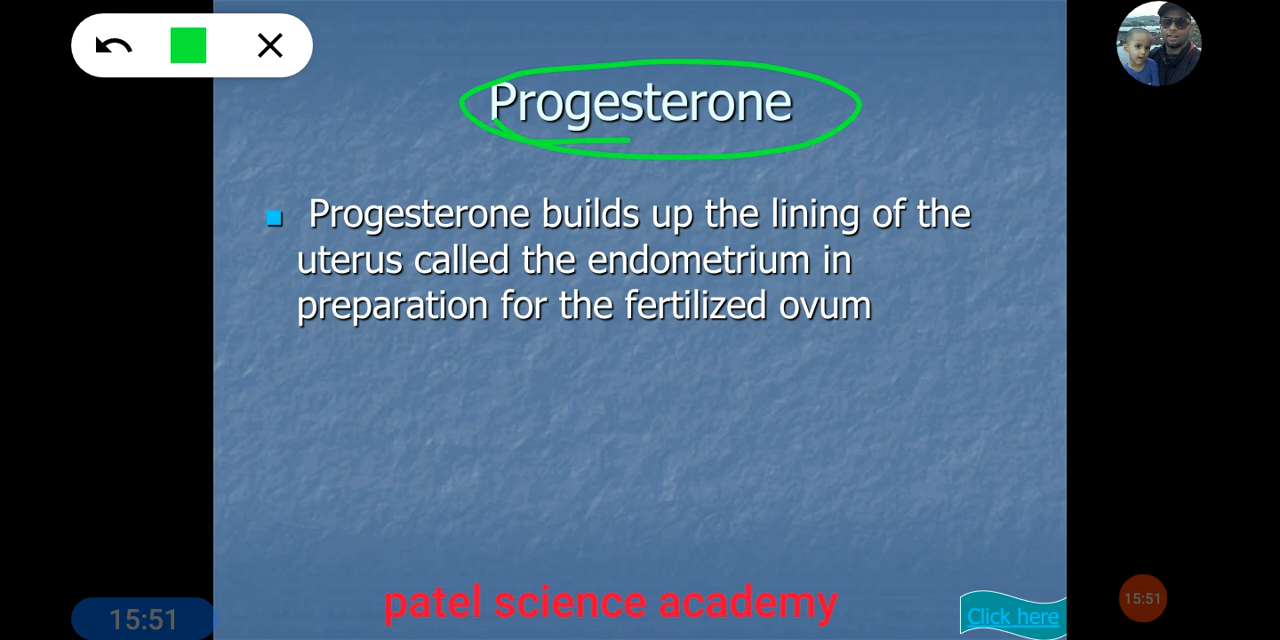 Progesterone
Progesterone builds up the lining of the
uterus called the endometrium in
preparation for the fertilized ovum
patel science academy
Click here
15:51
15:51